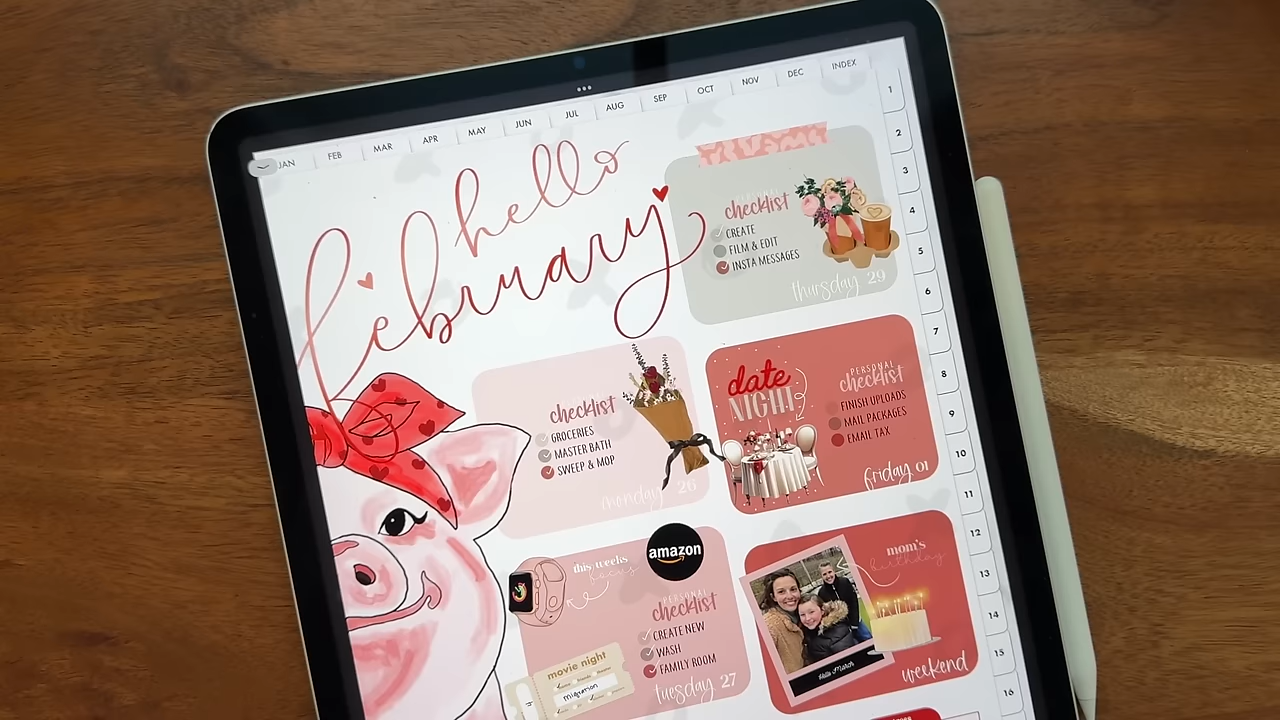 JAN FEB MAR APR MAY JUN JUL AUG SEP OCT NOV DEC INDEX
1
2
3
4
5
6
7
8
9
10
11
12
13
14
15
16
hello
february
PERSONAL
checklist
CREATE
FILM & EDIT
INSTA MESSAGES
thursday 29
checklist
GROCERIES
MASTER BATH
SWEEP & MOP
monday 26
date
NIGHT
PERSONAL
checklist
FINISH UPLOADS
MAIL PACKAGES
EMAIL TAX
friday 01
this weeks
focus
amazon
PERSONAL
checklist
CREATE NEW
WASH
FAMILY ROOM
movie night
migration
tuesday 27
mom's
birthday
Hello March
weekend